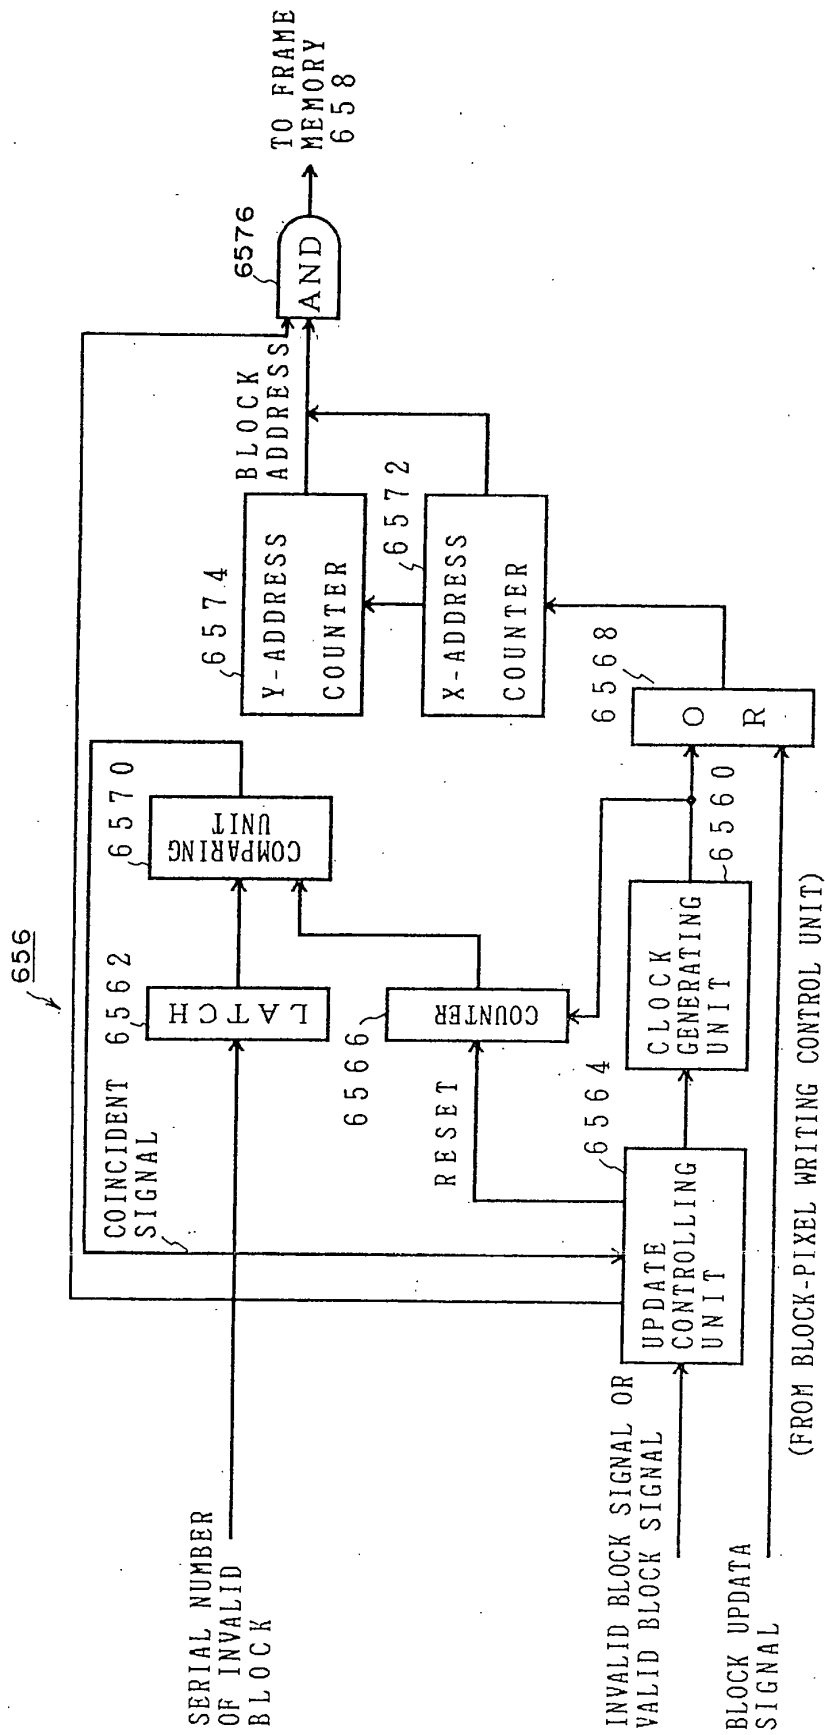 656
SERIAL NUMBER
OF INVALID
BLOCK
COINCIDENT
SIGNAL
6562
LATCH
6570
COMPARING
UNIT
6566
COUNTER
RESET
6574
Y-ADDRESS
COUNTER
BLOCK
ADDRESS
6576
AND
TO FRAME
MEMORY
658
6572
X-ADDRESS
COUNTER
INVALID BLOCK SIGNAL OR
VALID BLOCK SIGNAL
6564
UPDATE
CONTROLLING
UNIT
CLOCK
GENERATING
UNIT
6560
6568
OR
BLOCK UPDATA
SIGNAL
(FROM BLOCK-PIXEL WRITING CONTROL UNIT)